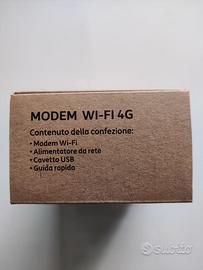 MODEM WI-FI 4G
Contenuto della confezione:
• Modem Wi-Fi
• Alimentatore da rete
• Cavetto USB
• Guida rapida
subito